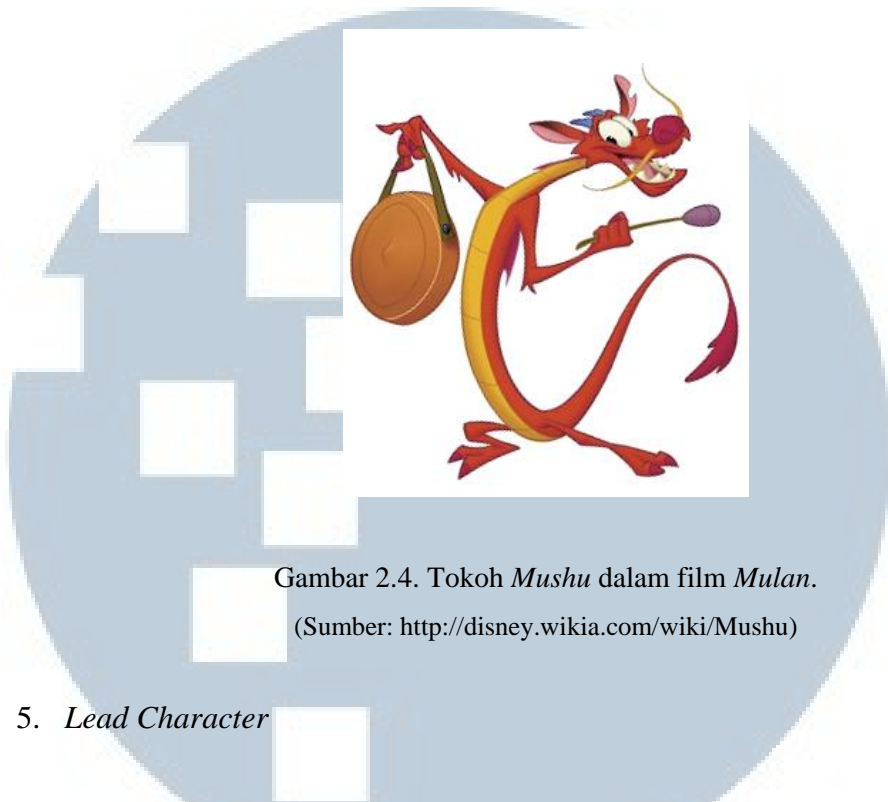 Gambar 2.4. Tokoh Mushu dalam film Mulan.
(Sumber: http://disney.wikia.com/wiki/Mushu)
5. Lead Character